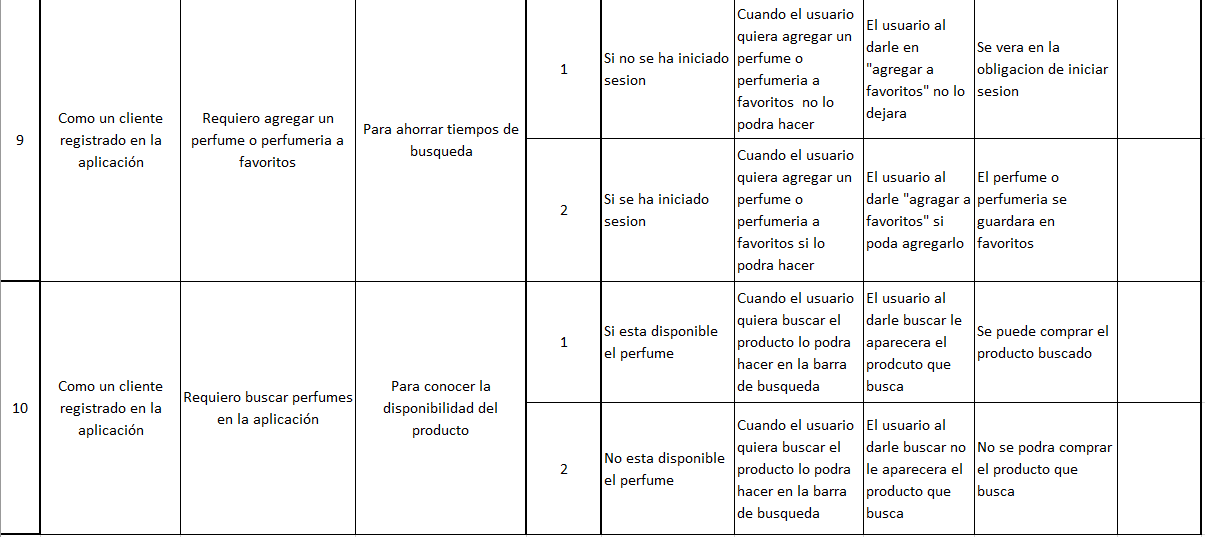 9
Como un cliente
registrado en la
aplicación
Requiero agregar un
perfume o perfumeria a
favoritos
Para ahorrar tiempos de
busqueda
1
Si no se ha iniciado
sesion
Cuando el usuario
quiera agregar un
perfume o
perfumeria a
favoritos  no lo
podra hacer
El usuario al
darle en
"agregar a
favoritos" no lo
dejara
Se vera en la
obligacion de iniciar
sesion
2
Si se ha iniciado
sesion
Cuando el usuario
quiera agregar un
perfume o
perfumeria a
favoritos si lo
podra hacer
El usuario al
darle "agragar a
favoritos" si
poda agregarlo
El perfume o
perfumeria se
guardara en
favoritos
10
Como un cliente
registrado en la
aplicación
Requiero buscar perfumes
en la aplicación
Para conocer la
disponibilidad del
producto
1
Si esta disponible
el perfume
Cuando el usuario
quiera buscar el
producto lo podra
hacer en la barra
de busqueda
El usuario al
darle buscar le
aparecera el
prodcuto que
busca
Se puede comprar el
producto buscado
2
No esta disponible
el perfume
Cuando el usuario
quiera buscar el
producto lo podra
hacer en la barra
de busqueda
El usuario al
darle buscar no
le aparecera el
producto que
busca
No se podra comprar
el producto que
busca